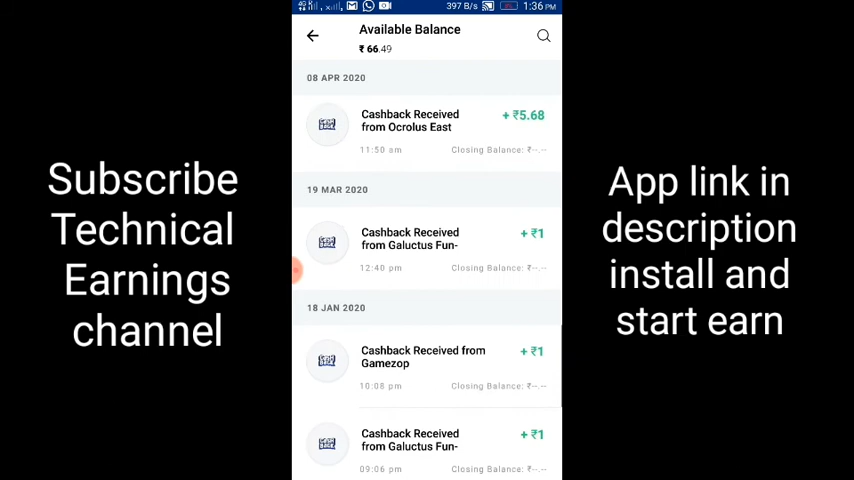 397 B/s
1:36 PM
Available Balance
₹ 66.49
08 APR 2020
Cashback Received
from Ocrolus East
+ ₹5.68
11:50 am
Closing Balance: ₹--.--
19 MAR 2020
Cashback Received
from Galuctus Fun-
+ ₹1
12:40 pm
Closing Balance: ₹--.--
18 JAN 2020
Cashback Received from
Gamezop
+ ₹1
10:08 pm
Closing Balance: ₹--.--
Cashback Received
from Galuctus Fun-
+ ₹1
09:06 pm
Closing Balance: ₹--.--
Subscribe
Technical
Earnings
channel
App link in
description
install and
start earn